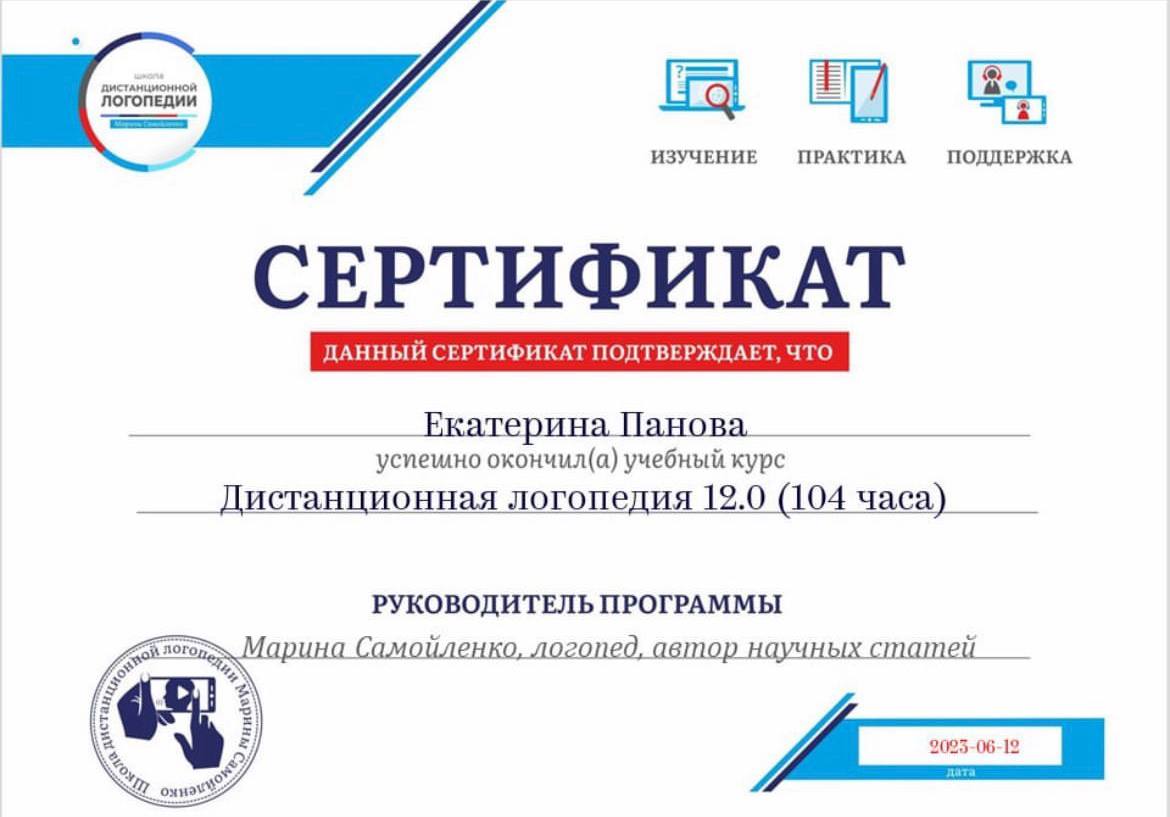 ШКОЛА
ДИСТАНЦИОННОЙ
ЛОГОПЕДИИ
Марины Самойленко
ИЗУЧЕНИЕ
ПРАКТИКА
ПОДДЕРЖКА
СЕРТИФИКАТ
ДАННЫЙ СЕРТИФИКАТ ПОДТВЕРЖДАЕТ, ЧТО
Екатерина Панова
успешно окончил(а) учебный курс
Дистанционная логопедия 12.0 (104 часа)
РУКОВОДИТЕЛЬ ПРОГРАММЫ
Марина Самойленко, логопед, автор научных статей
Школа дистанционной логопедии Марины Самойленко
2023-06-12
дата